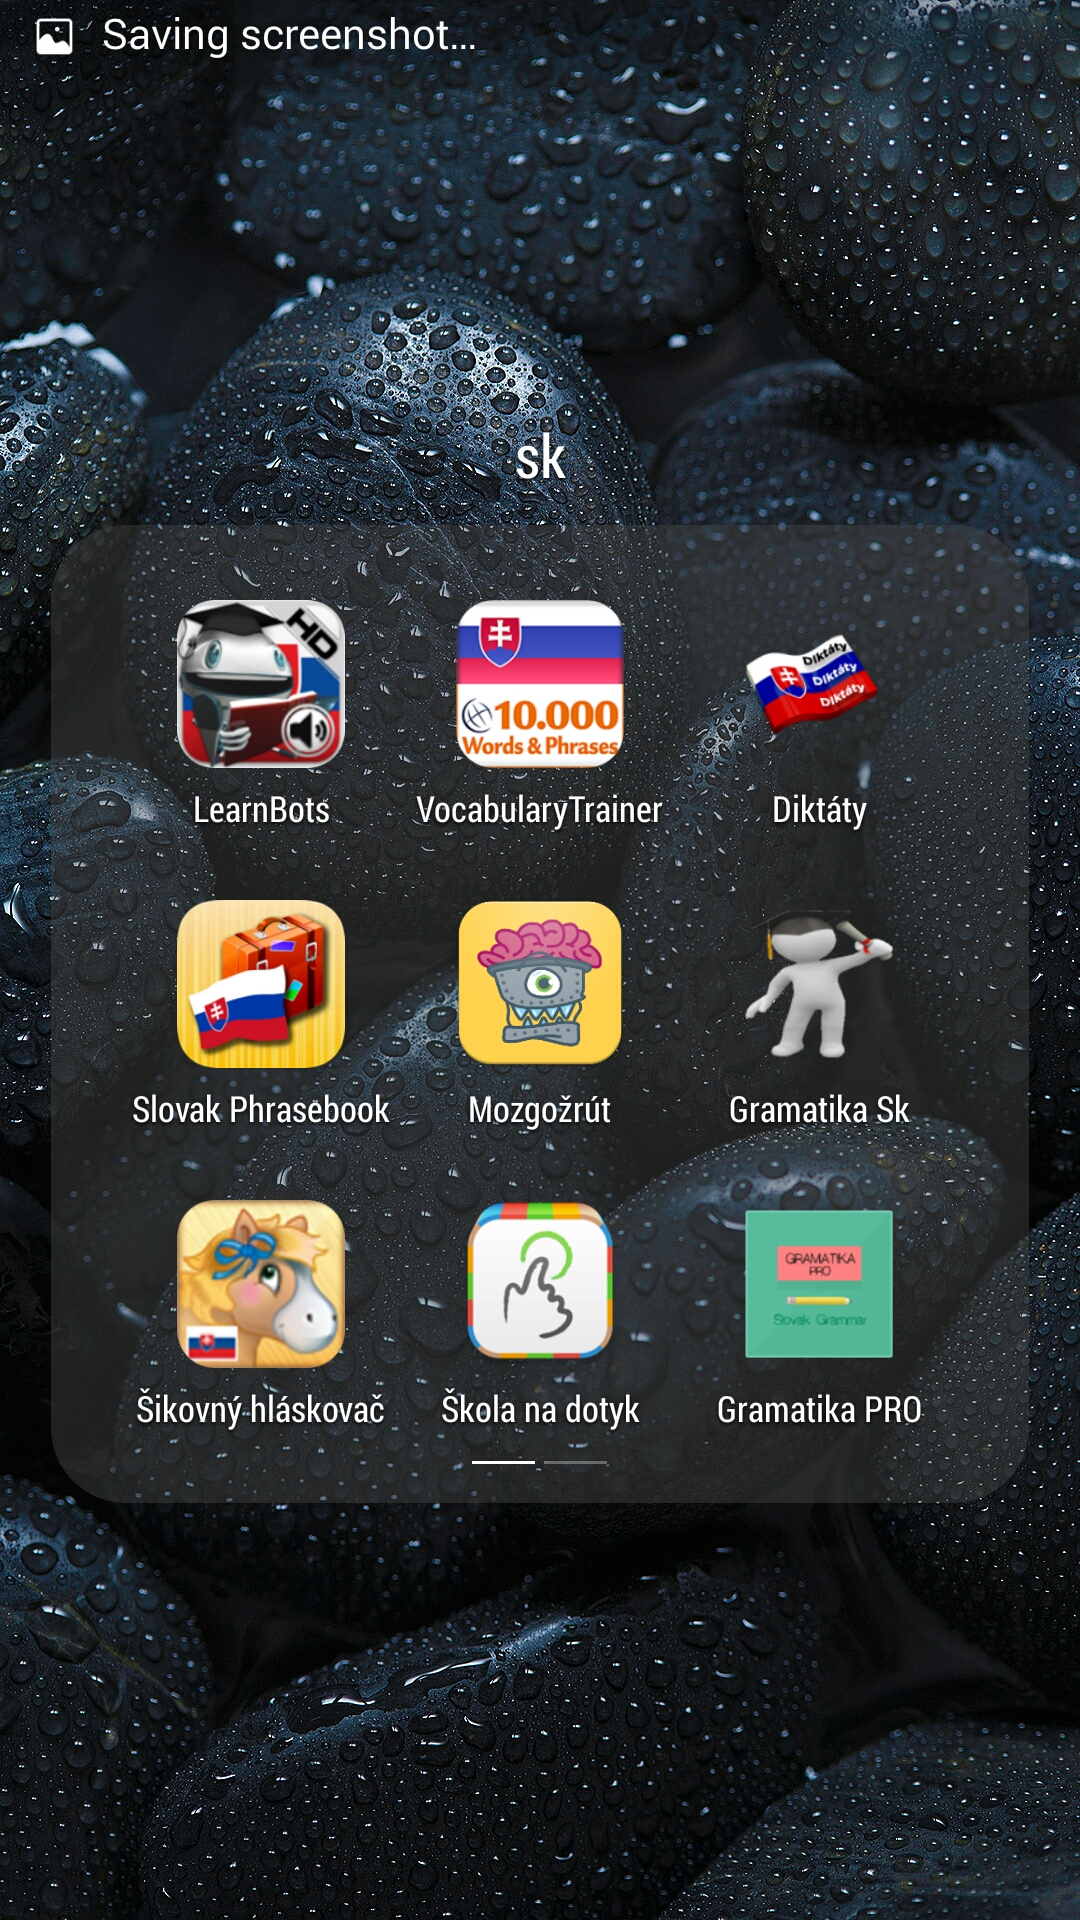 Saving screenshot...
sk
HD
10.000
Words & Phrases
Diktáty
Diktáty
Diktáty
LearnBots
VocabularyTrainer
Diktáty
Slovak Phrasebook
Mozgožrút
Gramatika Sk
GRAMATIKA
PRO
Slovak Grammar
Šikovný hláskovač
Škola na dotyk
Gramatika PRO